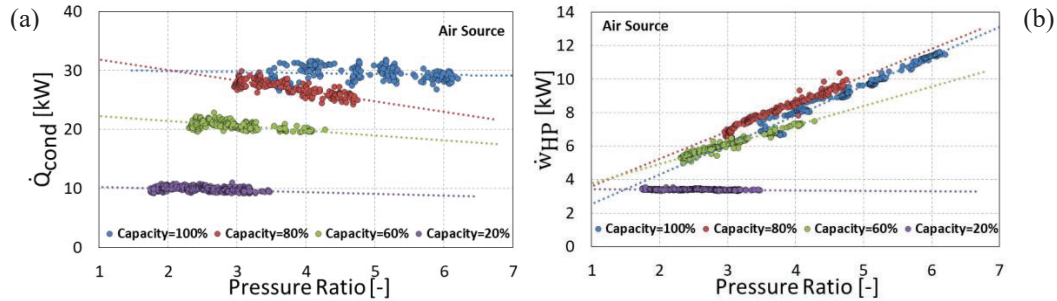 (a)
Air Source
Q̇cond [kW]
40
30
20
10
0
Capacity=100% Capacity=80% Capacity=60% Capacity=20%
1 2 3 4 5 6 7
Pressure Ratio [-]
(b)
Air Source
ẇHP [kW]
14
12
10
8
6
4
2
0
Capacity=100% Capacity=80% Capacity=60% Capacity=20%
1 2 3 4 5 6 7
Pressure Ratio [-]